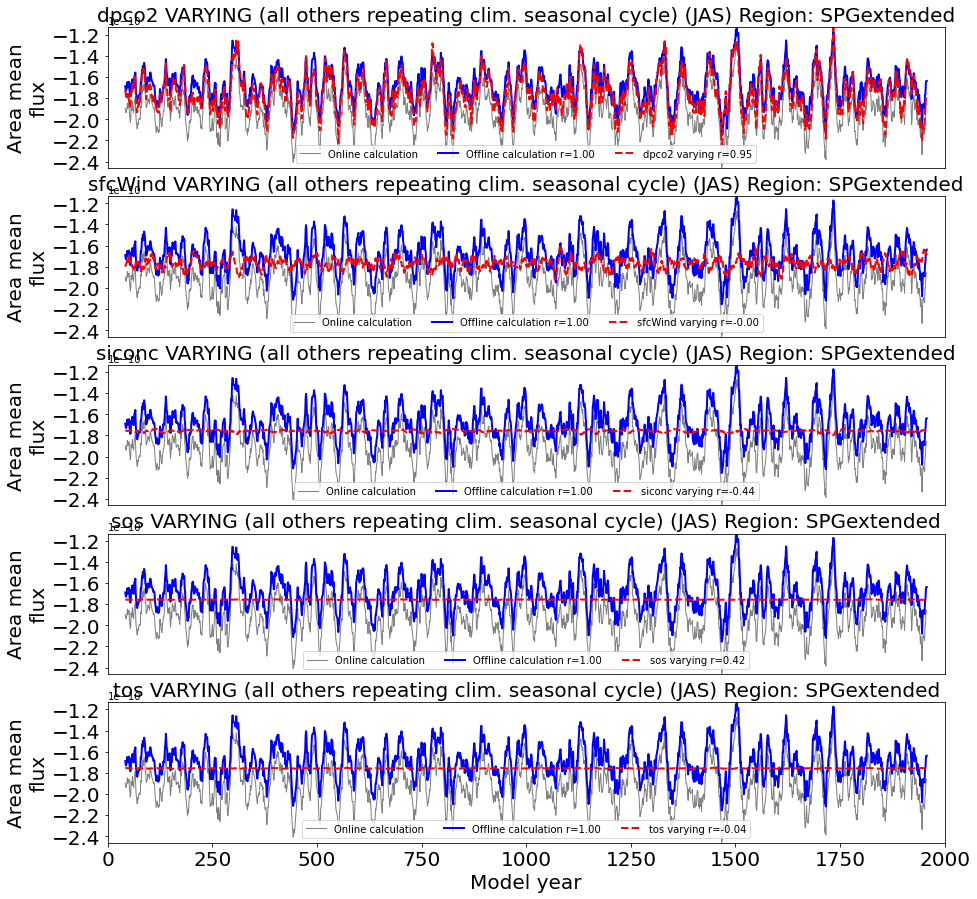 dpco2 VARYING (all others repeating clim. seasonal cycle) (JAS) Region: SPGextended
1e−10
−1.2
−1.4
−1.6
−1.8
−2.0
−2.4
Area mean
flux
Online calculation
Offline calculation r=1.00
dpco2 varying r=0.95
sfcWind VARYING (all others repeating clim. seasonal cycle) (JAS) Region: SPGextended
1e−10
−1.2
−1.4
−1.6
−1.8
−2.0
−2.2
−2.4
Area mean
flux
Online calculation
Offline calculation r=1.00
sfcWind varying r=-0.00
siconc VARYING (all others repeating clim. seasonal cycle) (JAS) Region: SPGextended
1e−10
−1.2
−1.4
−1.6
−1.8
−2.0
−2.2
−2.4
Area mean
flux
Online calculation
Offline calculation r=1.00
siconc varying r=-0.44
sos VARYING (all others repeating clim. seasonal cycle) (JAS) Region: SPGextended
1e−10
−1.2
−1.4
−1.6
−1.8
−2.0
−2.2
−2.4
Area mean
flux
Online calculation
Offline calculation r=1.00
sos varying r=0.42
tos VARYING (all others repeating clim. seasonal cycle) (JAS) Region: SPGextended
1e−10
−1.2
−1.4
−1.6
−1.8
−2.0
−2.2
−2.4
Area mean
flux
Online calculation
Offline calculation r=1.00
tos varying r=-0.04
0 250 500 750 1000 1250 1500 1750 2000
Model year